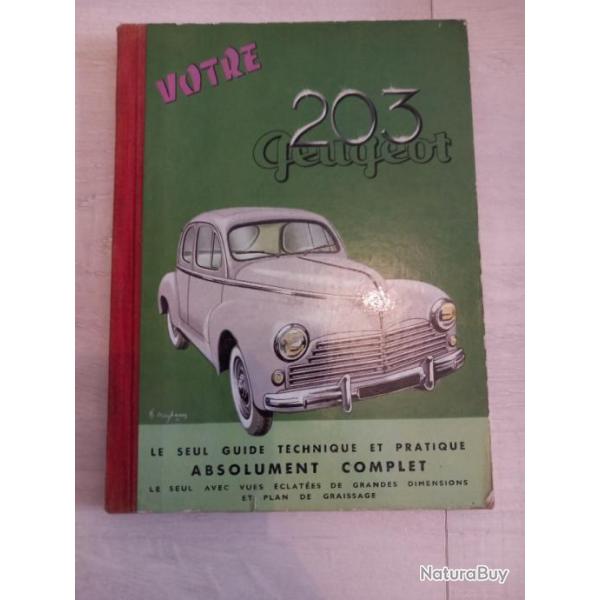 VOTRE
203
Peugeot
LE SEUL GUIDE TECHNIQUE ET PRATIQUE
ABSOLUMENT COMPLET
LE SEUL AVEC VUES ÉCLATÉES DE GRANDES DIMENSIONS
ET PLAN DE GRAISSAGE
NaturaBuy